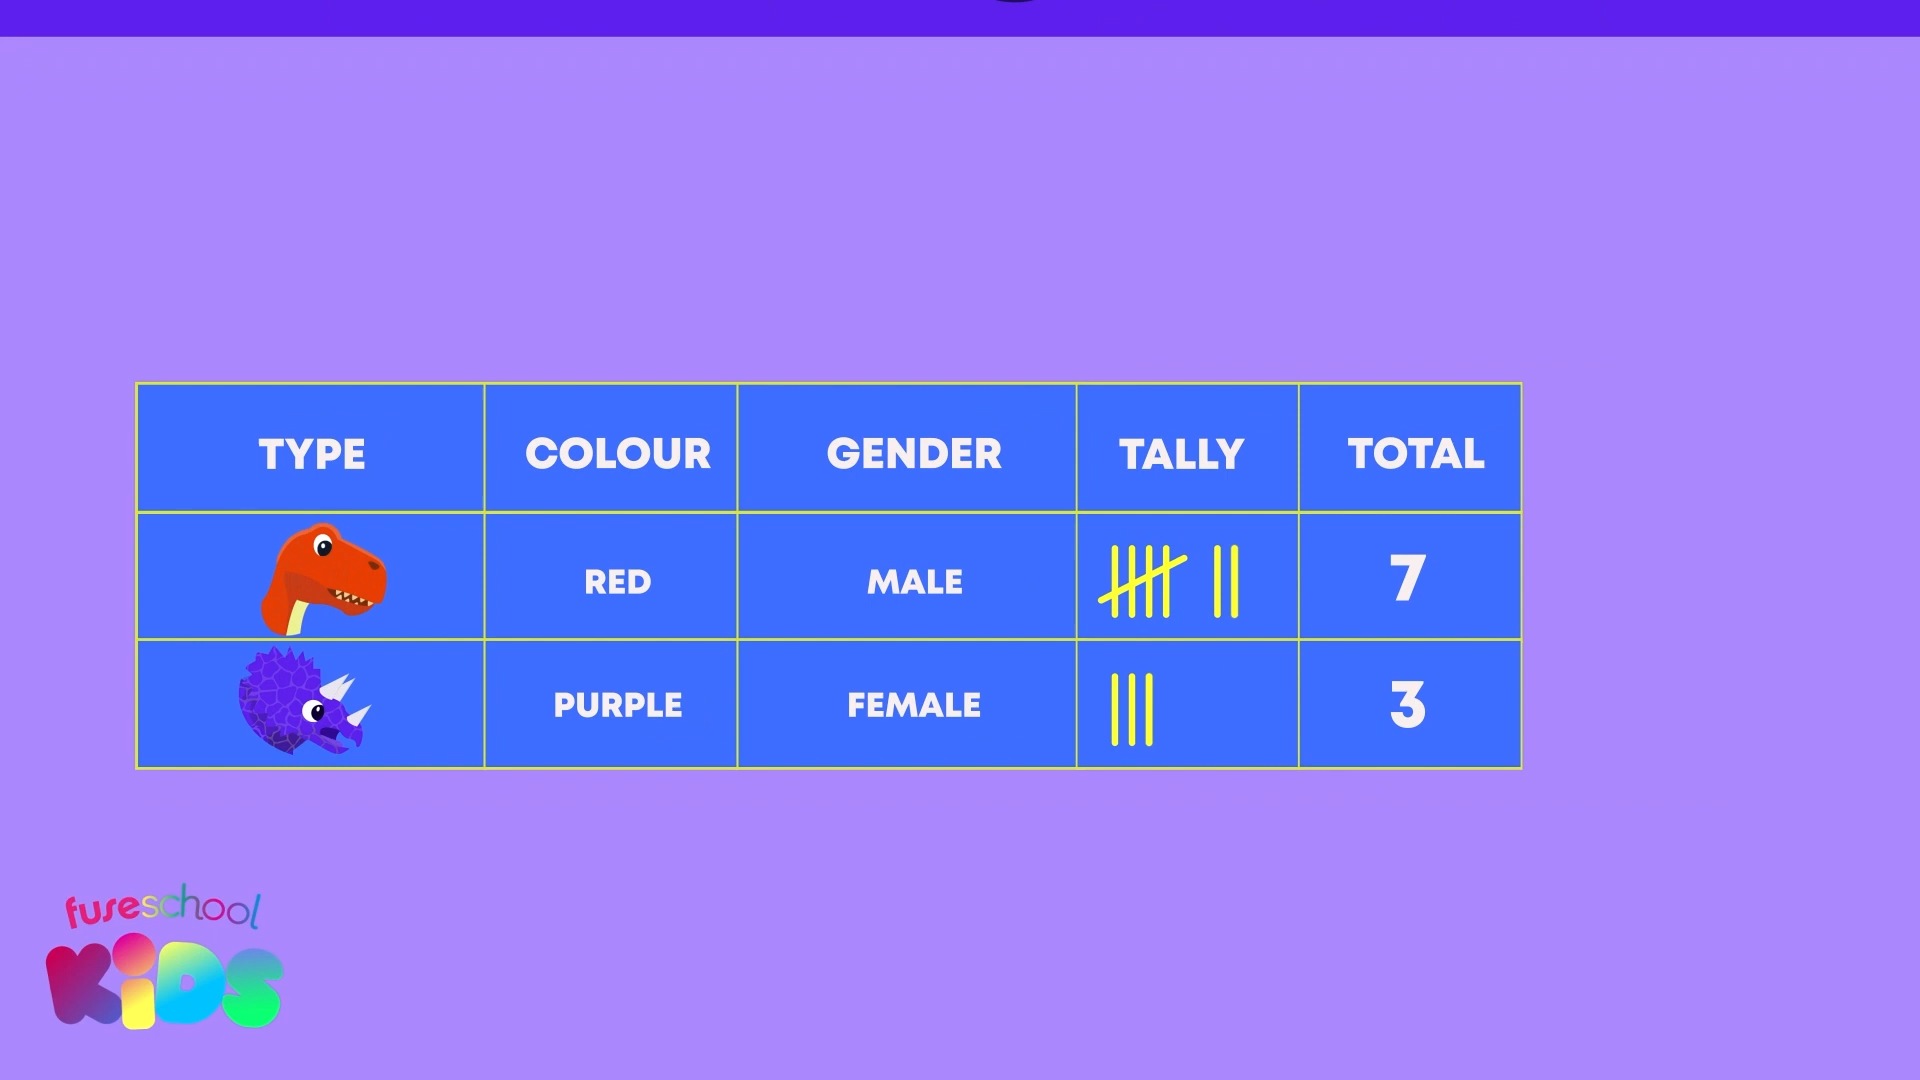 TYPE COLOUR GENDER TALLY TOTAL
RED MALE 7
PURPLE FEMALE 3
fuseschool
KiDS